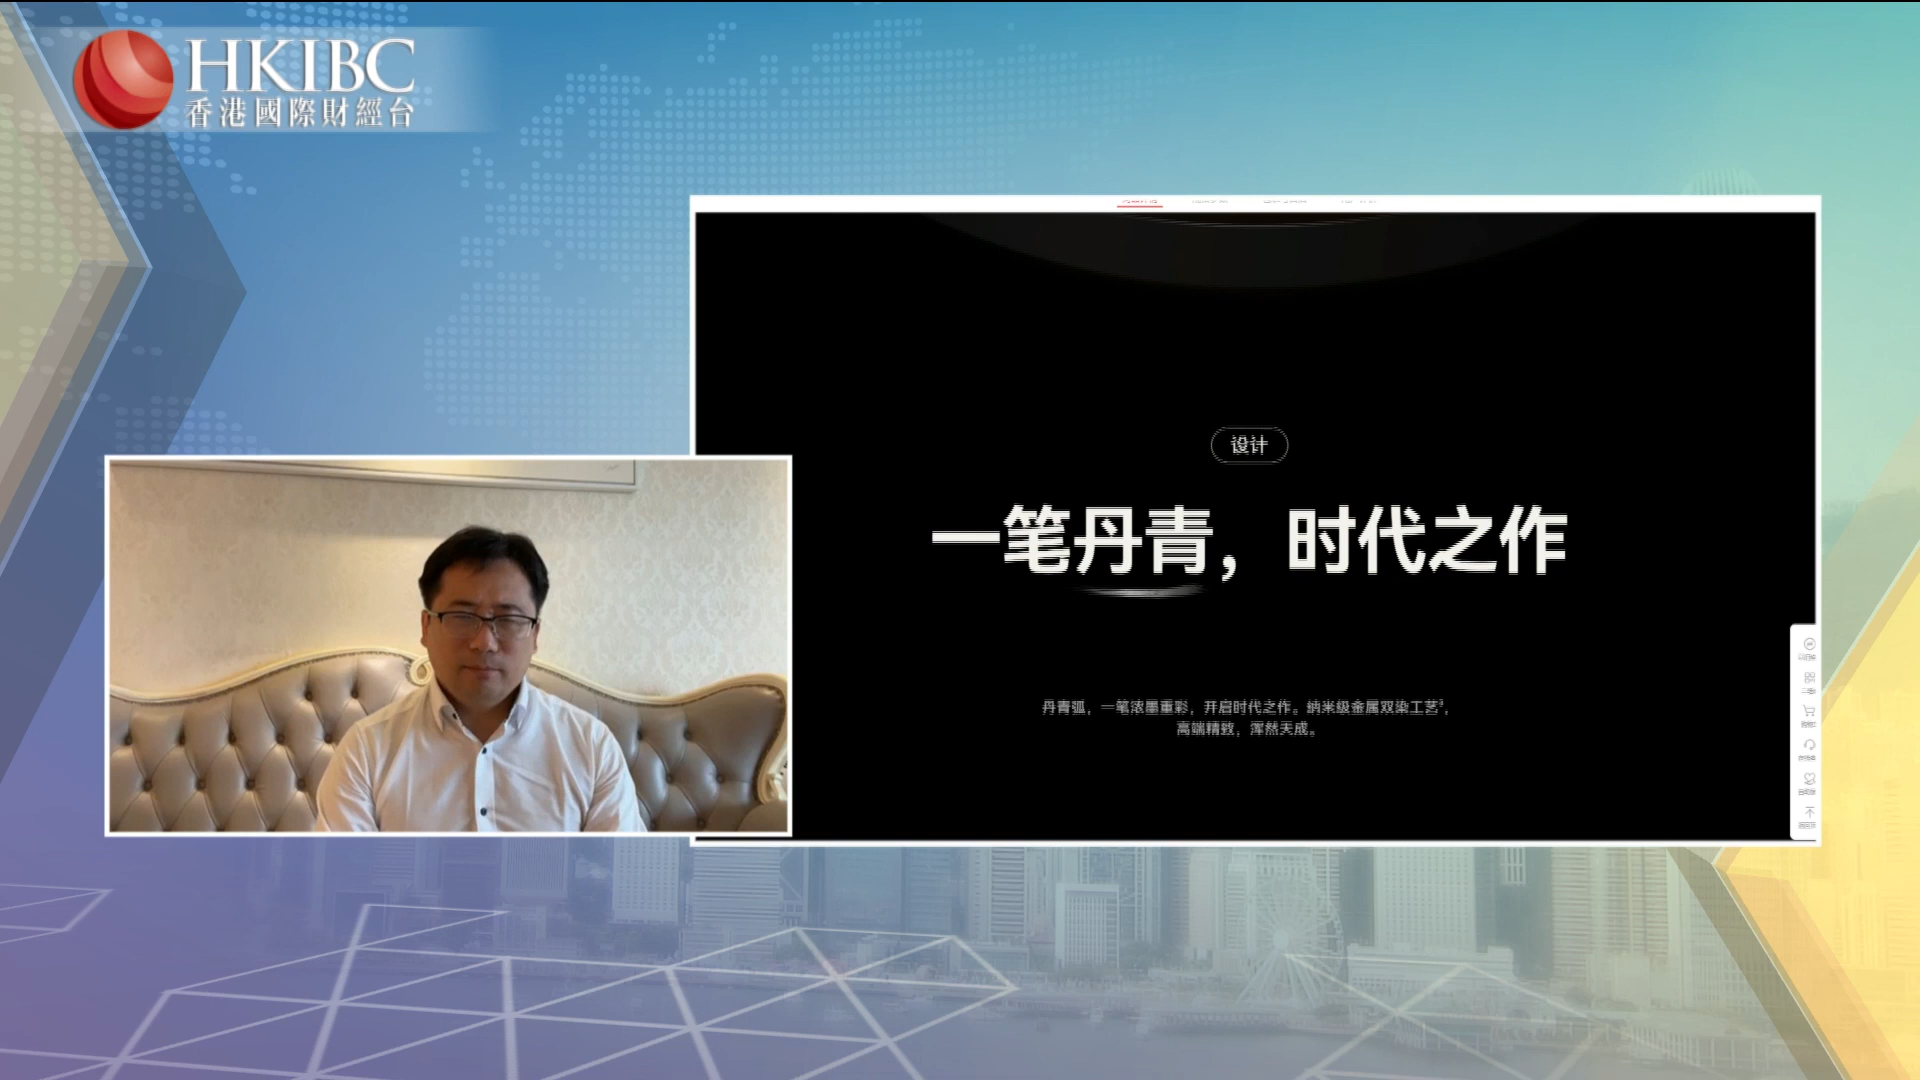 HKIBC
香港國際財經台
设计
一笔丹青，时代之作
丹青弧，一笔浓墨重彩，开启时代之作。纳米级金属双染工艺³，
高端精致，浑然天成。